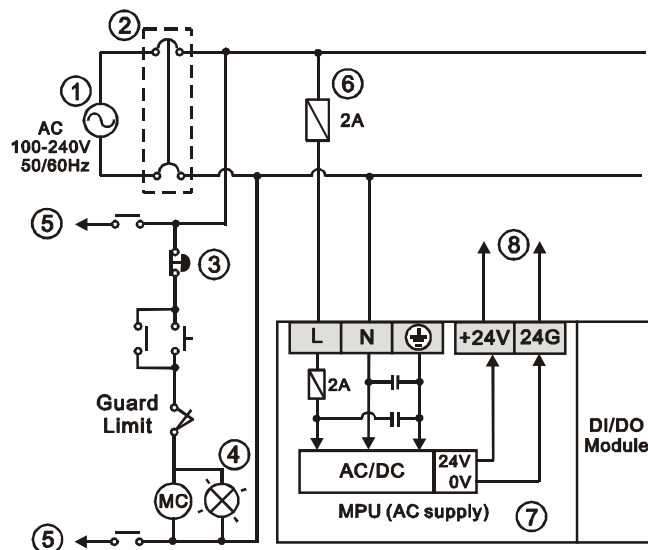 2
1
AC
100-240V
50/60Hz
6
2A
5
3
8
L N +24V 24G
2A
Guard
Limit
DI/DO
Module
4
AC/DC
24V
0V
MC
MPU (AC supply)
7
5